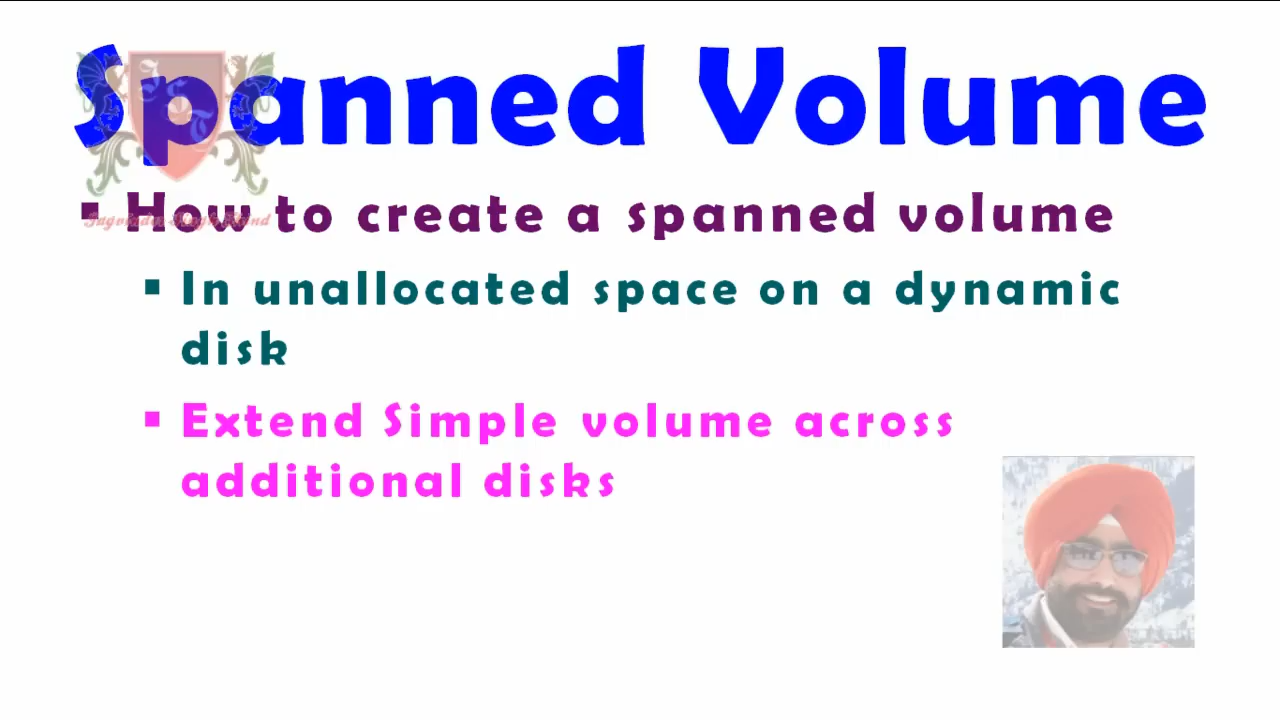 Spanned Volume
▪ How to create a spanned volume
▪ In unallocated space on a dynamic
disk
▪ Extend Simple volume across
additional disks